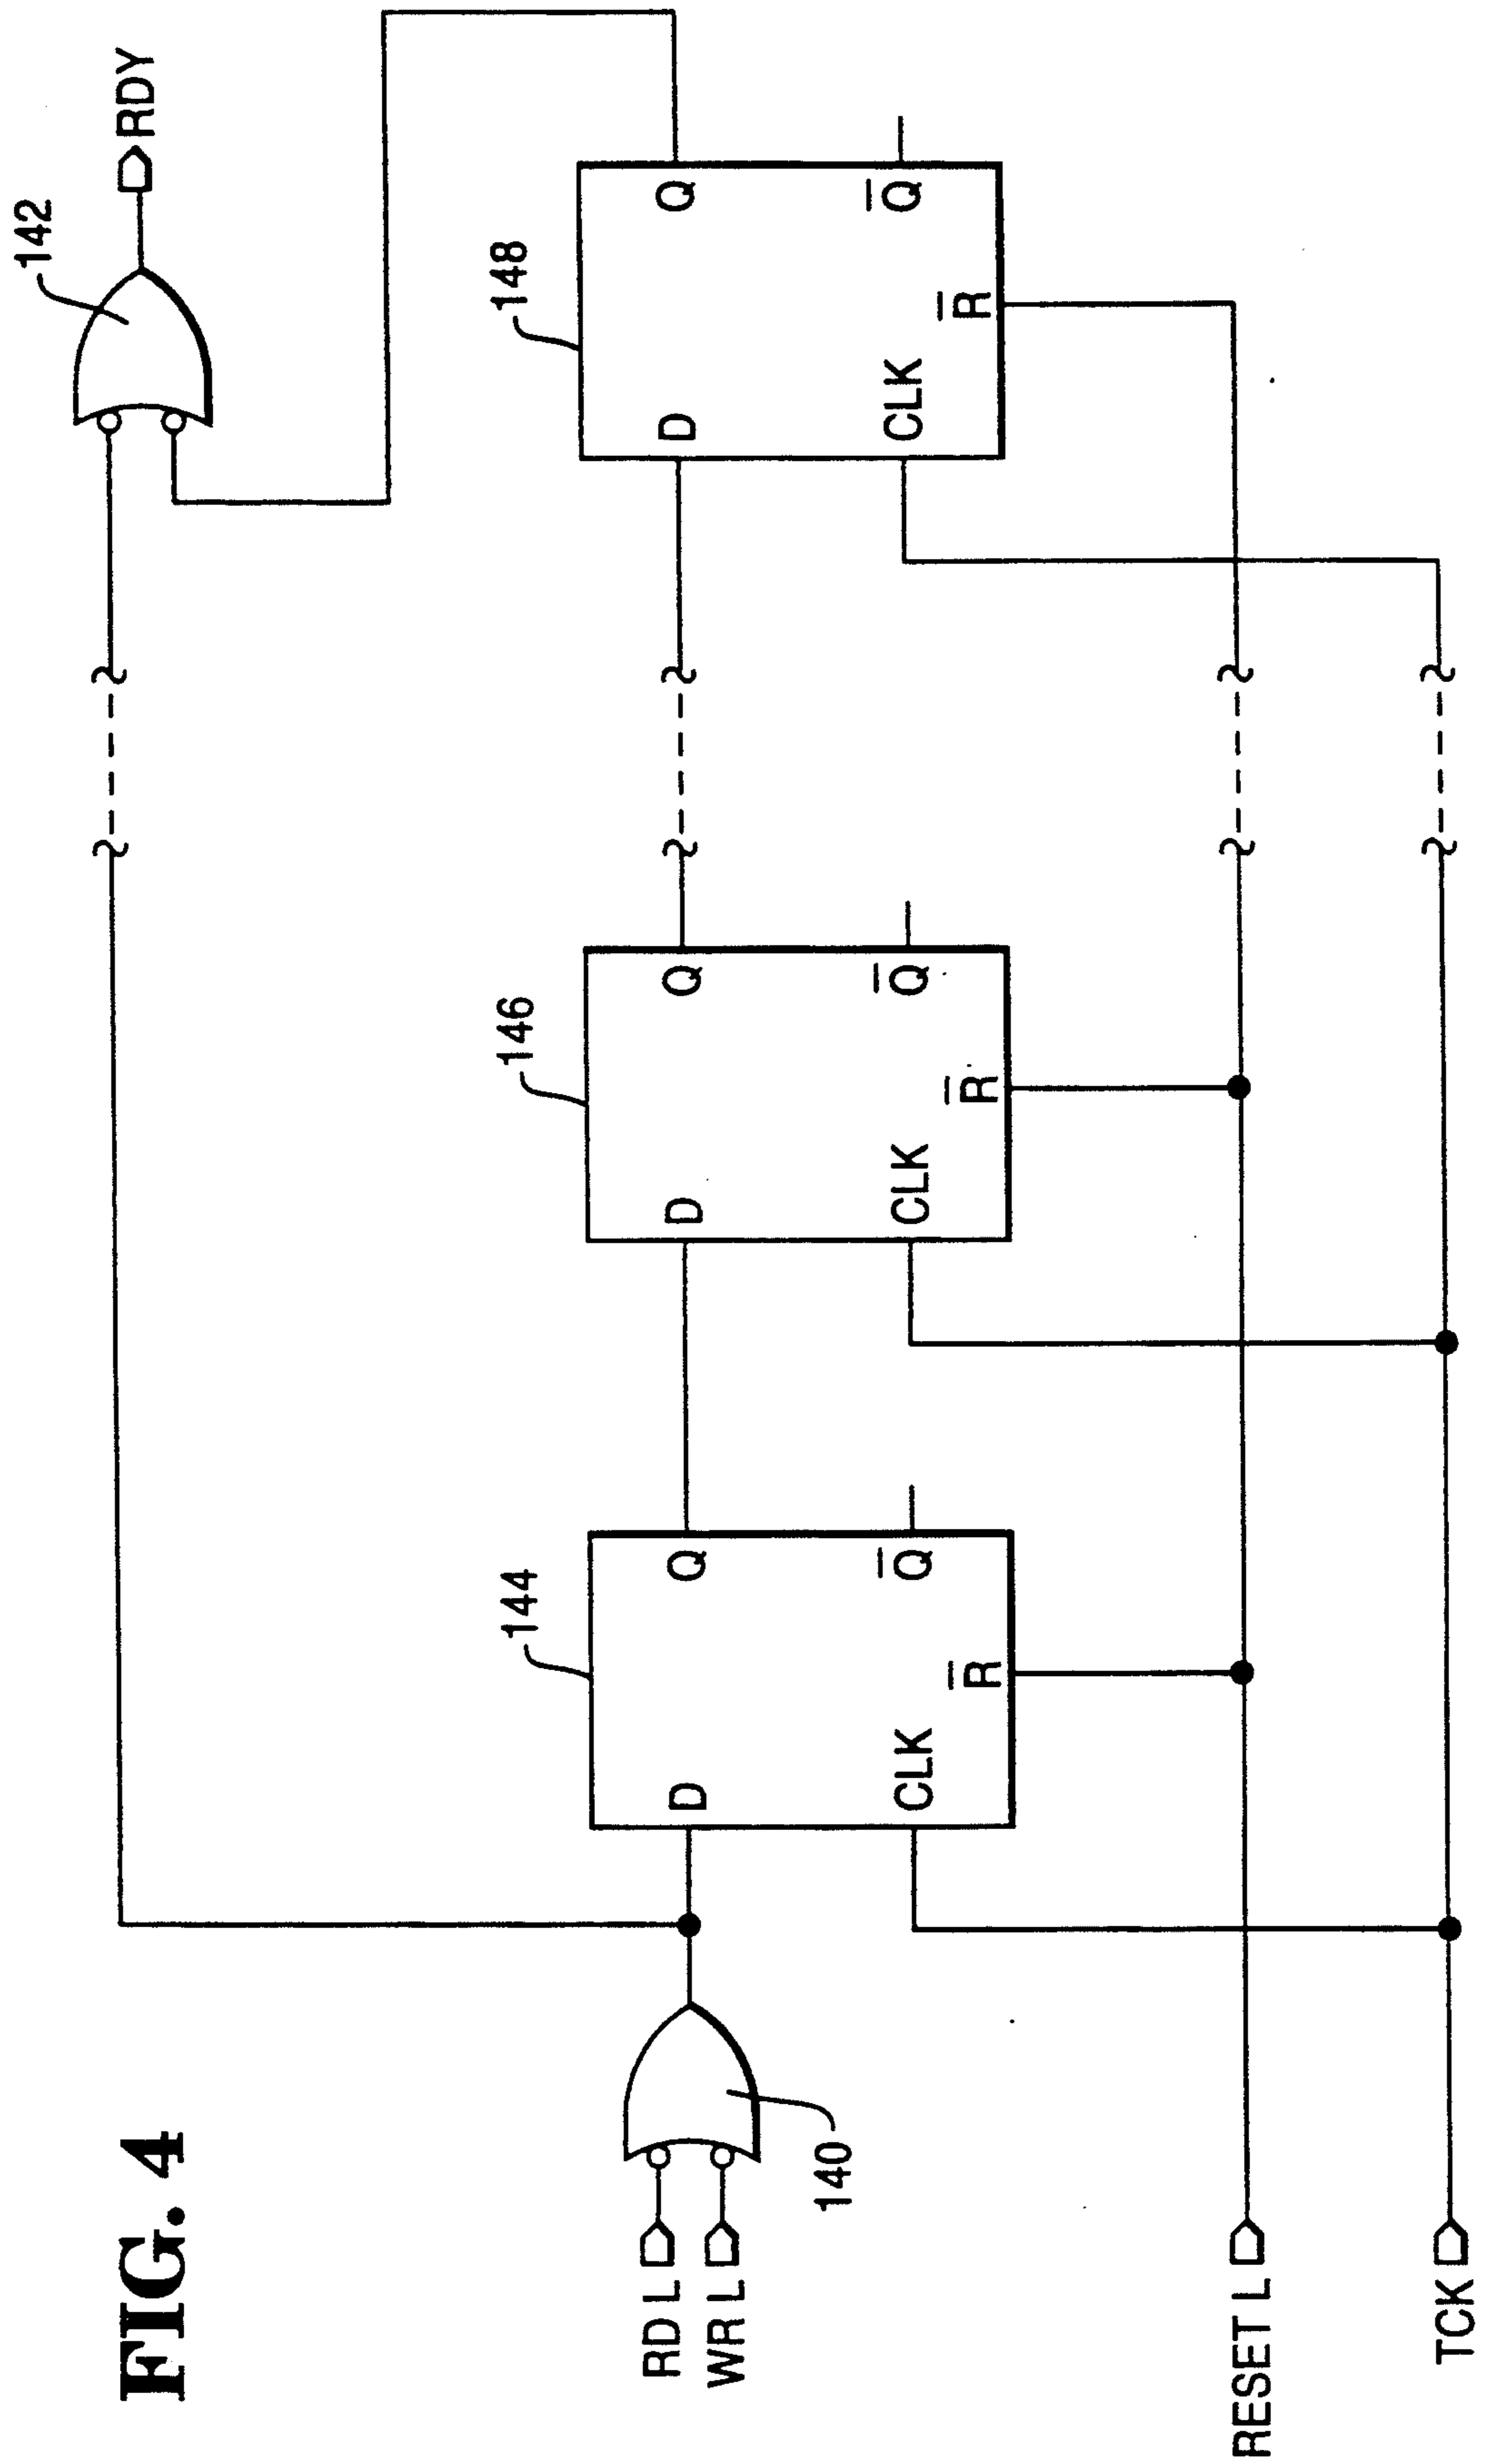 FIG. 4
142
RDY
144
146
148
D
Q
D
Q
D
Q
CLK
R̅
Q̅
CLK
R̅
Q̅
CLK
R̅
Q̅
RD L
WR L
140
RESET L
TCK